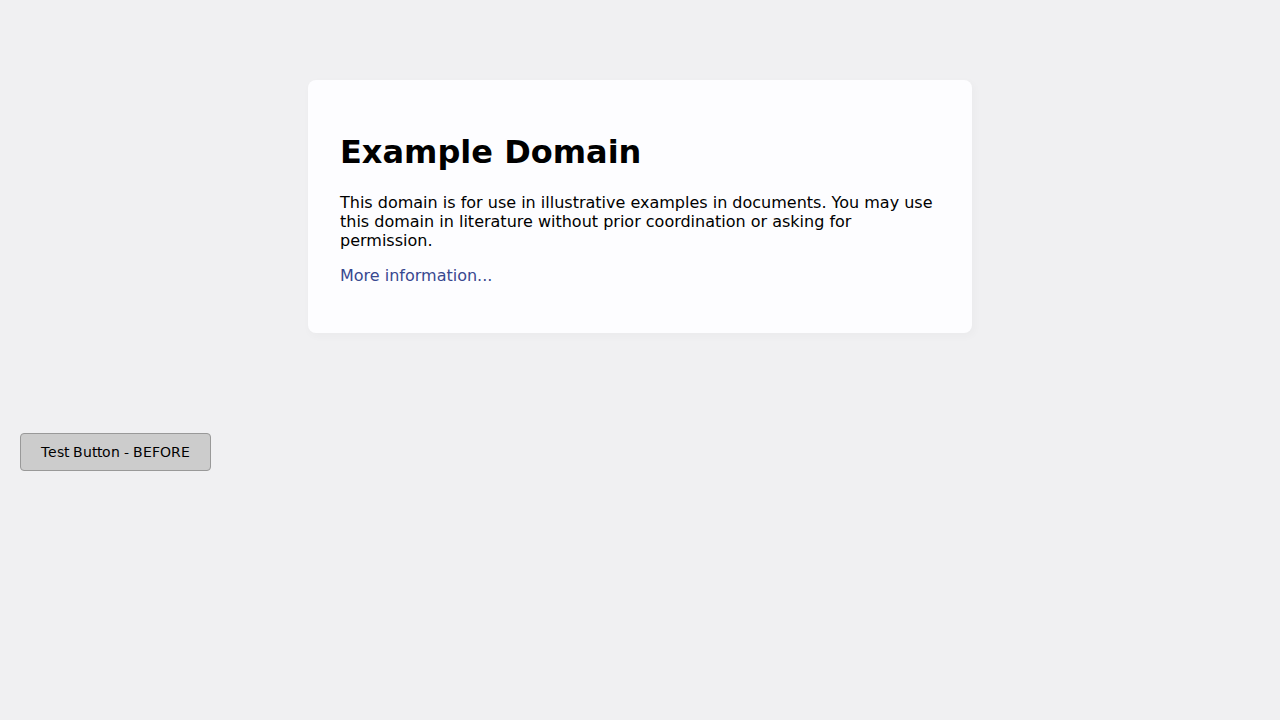 Example Domain
This domain is for use in illustrative examples in documents. You may use
this domain in literature without prior coordination or asking for
permission.
More information...
Test Button - BEFORE